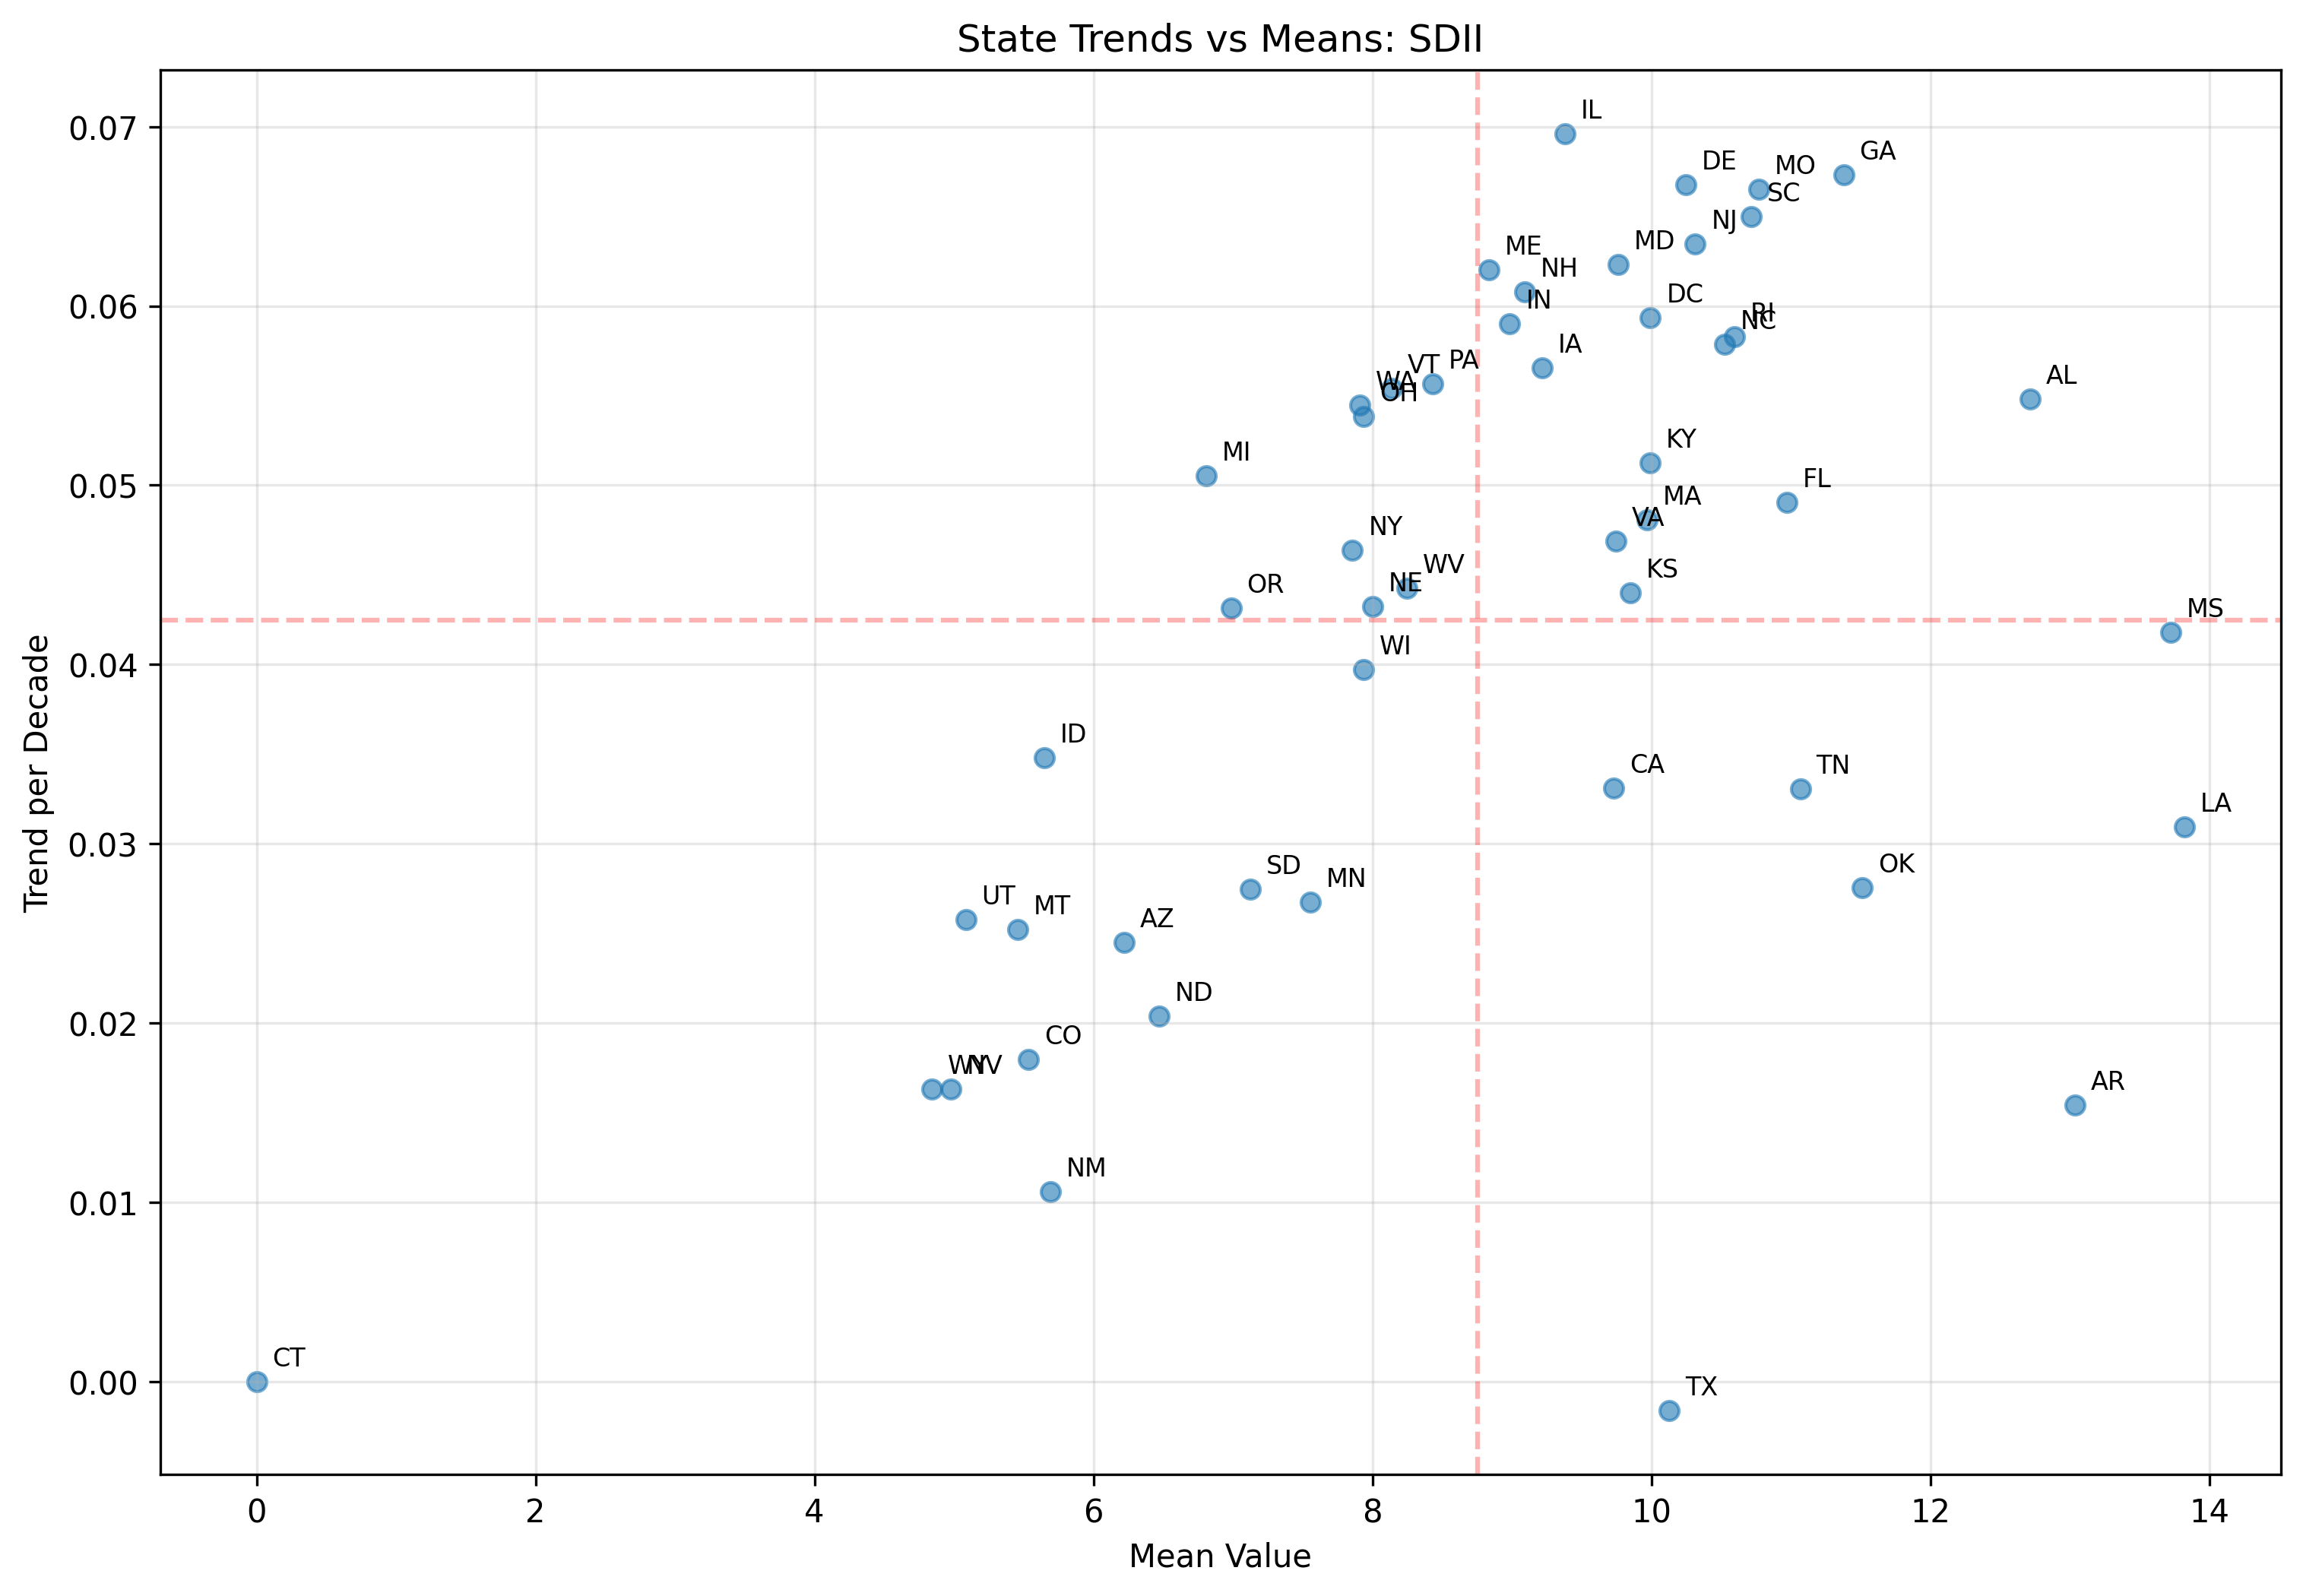 State Trends vs Means: SDII
0.07
0.06
0.05
0.04
0.03
0.02
0.01
0.00
Trend per Decade
IL
DE
MO
GA
SC
NJ
ME
MD
NH
IN
DC
RI
NC
IA
VT
PA
WA
OH
AL
MI
KY
FL
MA
VA
NY
WV
KS
NE
OR
MS
WI
ID
CA
TN
LA
SD
MN
OK
UT
MT
AZ
ND
CO
WY
NV
AR
NM
CT
TX
0
2
4
6
8
10
12
14
Mean Value